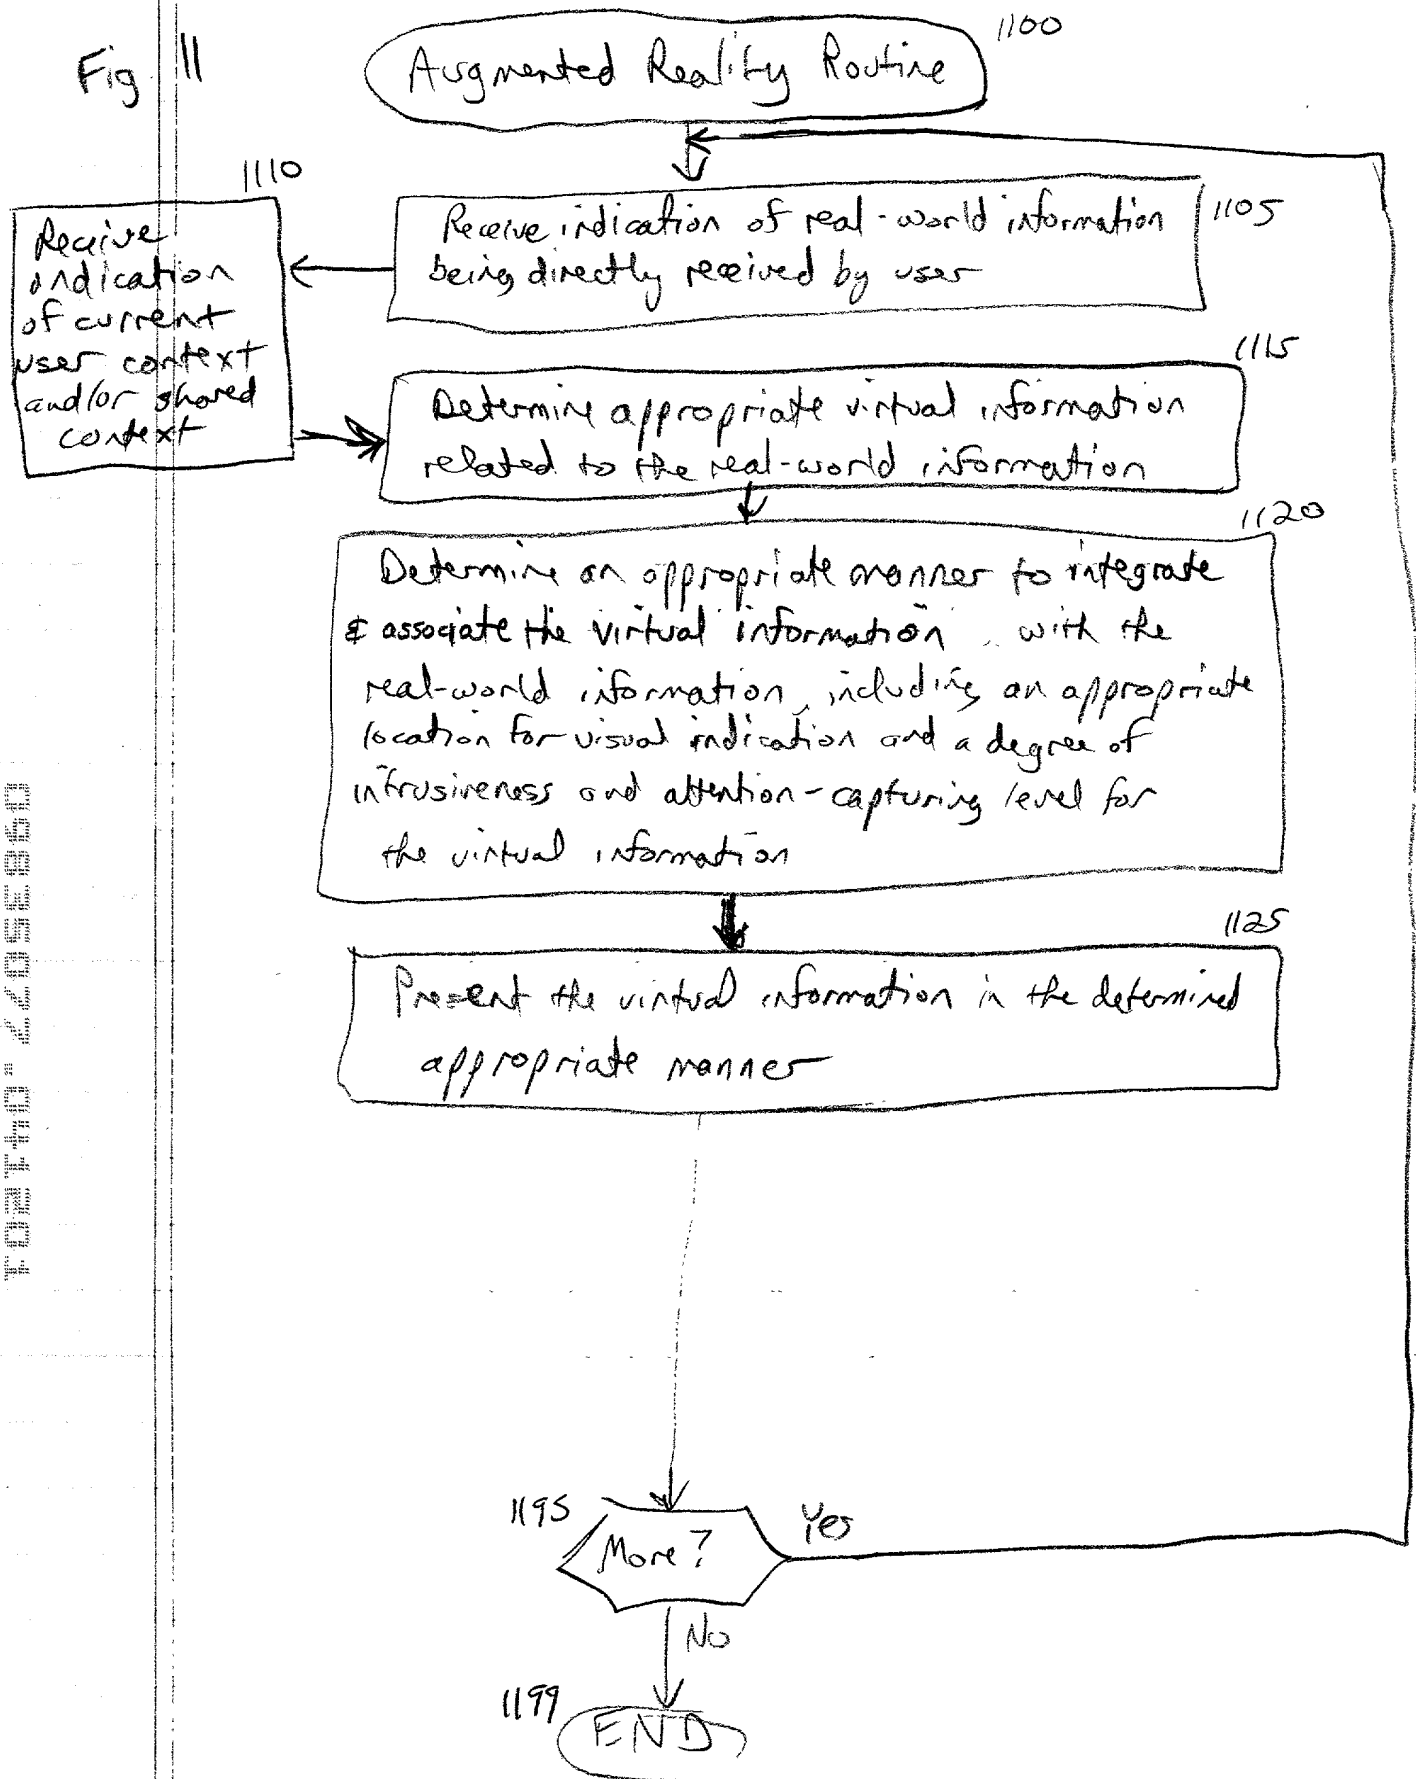 Fig 11
1100
Augmented Reality Routine
1105
Receive indication of real-world information
being directly received by user
1110
Receive
indication
of current
user context
and/or shared
context
1115
Determine appropriate virtual information
related to the real-world information
1120
Determine an appropriate manner to integrate
& associate the virtual information with the
real-world information, including an appropriate
location for visual indication and a degree of
intrusiveness and attention-capturing level for
the virtual information
1125
Present the virtual information in the determined
appropriate manner
1195
More?
Yes
No
1199
END